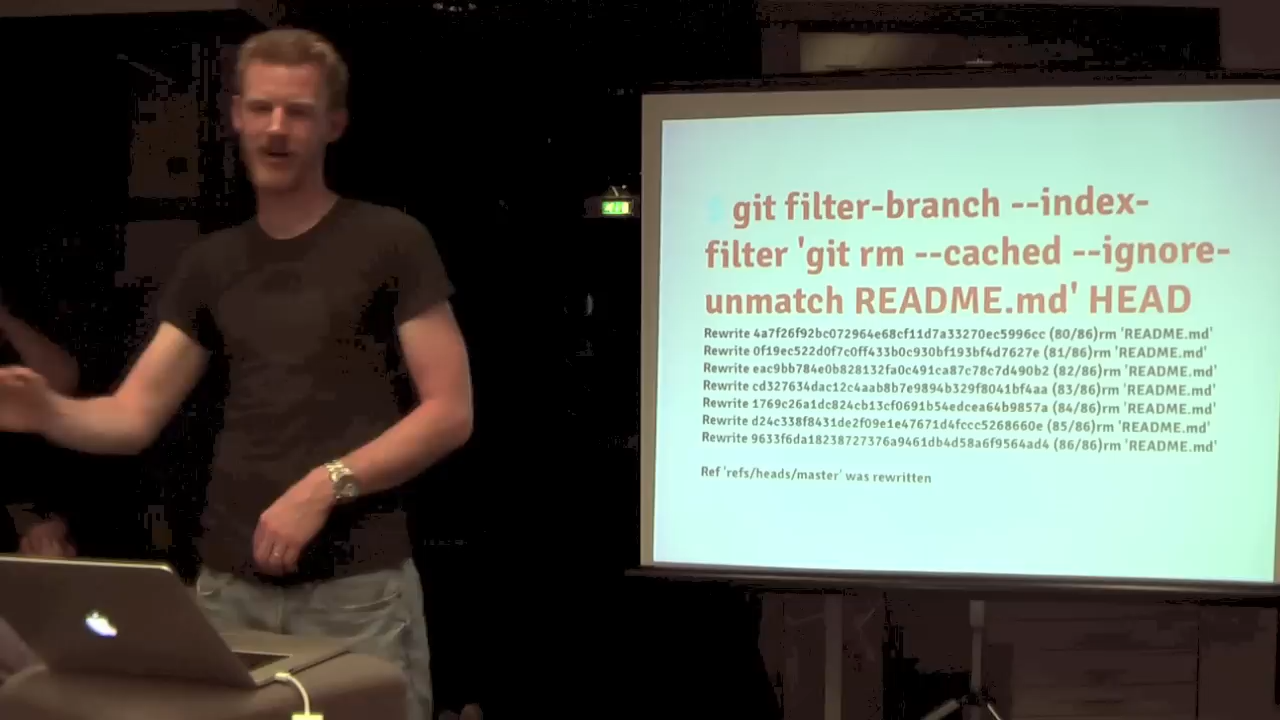 $ git filter-branch --index-
filter 'git rm --cached --ignore-
unmatch README.md' HEAD
Rewrite 4a7f26f92bc072964e68cf11d7a33270ec5996cc (80/86)rm 'README.md'
Rewrite 0f19ec522d0f7c0ff433b0c930bf193bf4d7627e (81/86)rm 'README.md'
Rewrite eac9bb784e0b828132fa0c491ca87c78c7d490b2 (82/86)rm 'README.md'
Rewrite cd327634dac12c4aab8b7e9894b329f8041bf4aa (83/86)rm 'README.md'
Rewrite 1769c26a1dc824cb13cf0691b54edcea64b9857a (84/86)rm 'README.md'
Rewrite d24c338f8431de2f09e1e47671d4fccc5268660e (85/86)rm 'README.md'
Rewrite 9633f6da18238727376a9461db4d58a6f9564ad4 (86/86)rm 'README.md'
Ref 'refs/heads/master' was rewritten